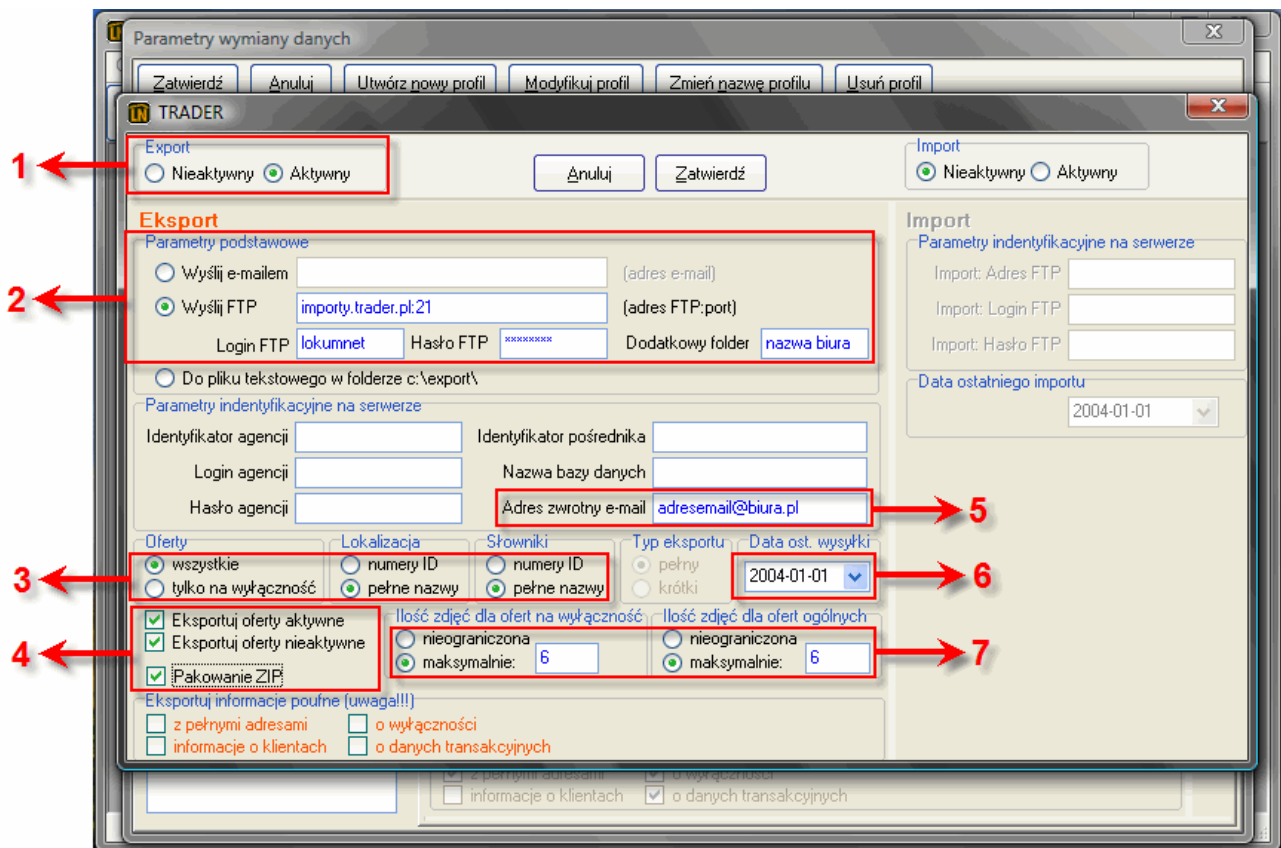 Parametry wymiany danych
Zatwierdź Anuluj Utwórz nowy profil Modyfikuj profil Zmień nazwę profilu Usuń profil
TRADER
1 Export Import
Nieaktywny Aktywny Anuluj Zatwierdź Nieaktywny Aktywny
Eksport Import
Parametry podstawowe Parametry indentyfikacyjne na serwerze
Wyślij e-mailem (adres e-mail) Import: Adres FTP
2 Wyślij FTP importy.trader.pl:21 (adres FTP:port) Import: Login FTP
Login FTP lokumnet Hasło FTP ******** Dodatkowy folder nazwa biura Import: Hasło FTP
Do pliku tekstowego w folderze c:\export\ Data ostatniego importu
Parametry indentyfikacyjne na serwerze 2004-01-01
Identyfikator agencji Identyfikator pośrednika
Login agencji Nazwa bazy danych
Hasło agencji Adres zwrotny e-mail adresemail@biura.pl 5
Oferty Lokalizacja Słowniki Typ eksportu Data ost. wysyłki
3 wszystkie numery ID numery ID pełny 2004-01-01 6
tylko na wyłączność pełne nazwy pełne nazwy krótki
Eksportuj oferty aktywne Ilość zdjęć dla ofert na wyłączność Ilość zdjęć dla ofert ogólnych
4 Eksportuj oferty nieaktywne nieograniczona nieograniczona
Pakowanie ZIP maksymalnie: 6 maksymalnie: 6 7
Eksportuj informacje poufne (uwaga!!!)
z pełnymi adresami o wyłączności
informacje o klientach o danych transakcyjnych
z pełnymi adresami o wyłączności
informacje o klientach o danych transakcyjnych